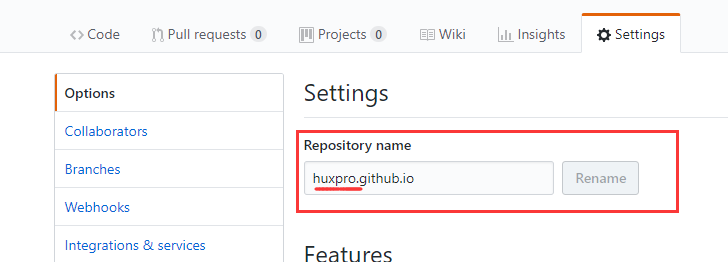 Code Pull requests 0 Projects 0 Wiki Insights Settings
Options
Collaborators
Branches
Webhooks
Integrations & services
Settings
Repository name
huxpro.github.io Rename
Features